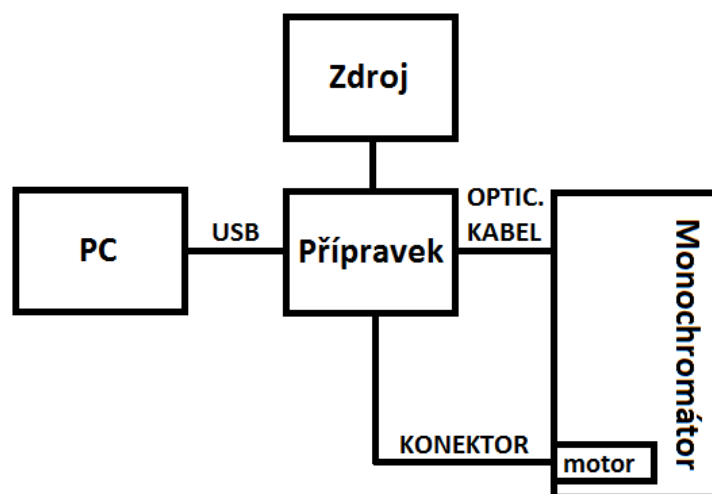 Zdroj
OPTIC.
PC
USB
Přípravek
KABEL
Monochromátor
KONEKTOR
motor